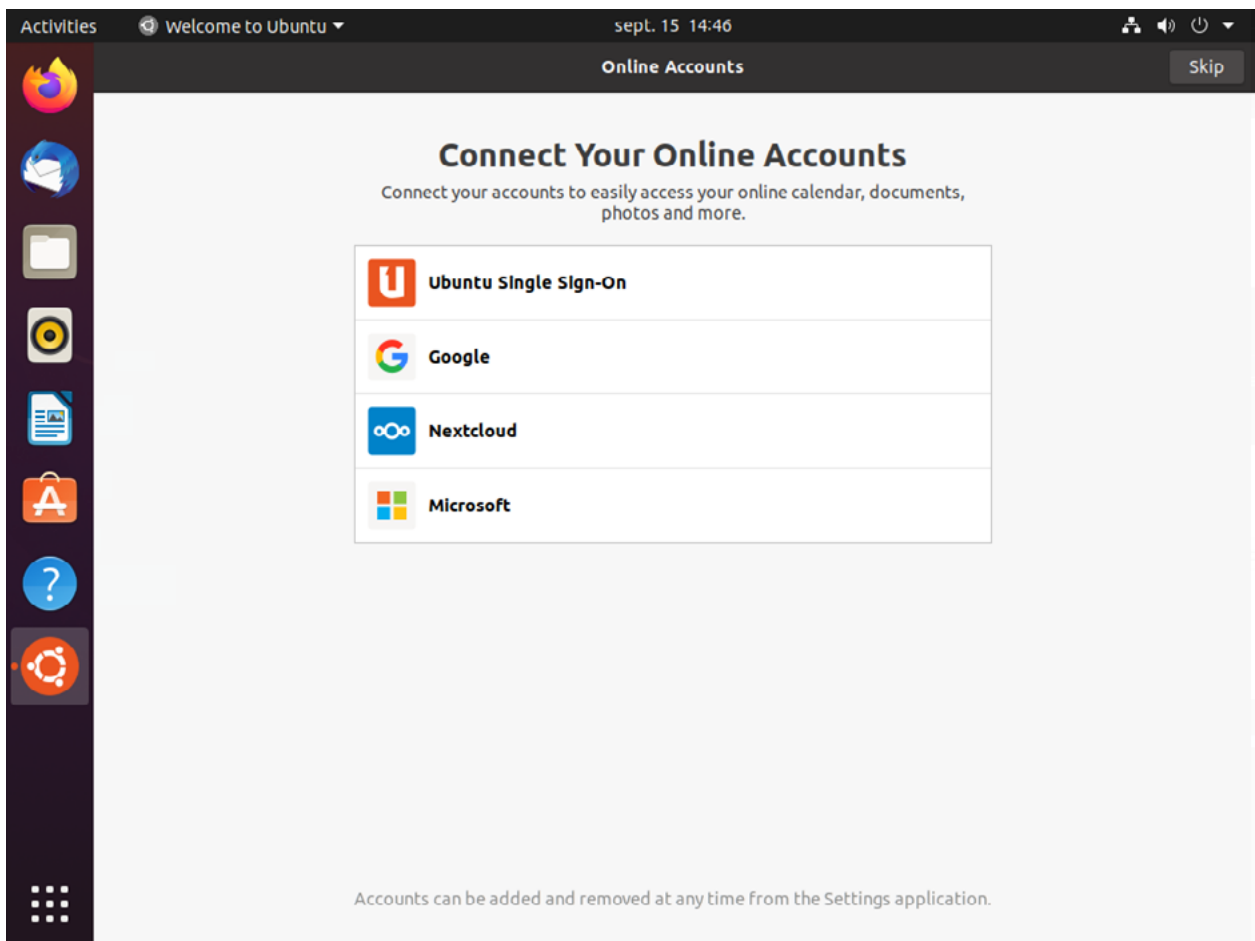 Activities Welcome to Ubuntu sept. 15 14:46
Online Accounts Skip
Connect Your Online Accounts
Connect your accounts to easily access your online calendar, documents,
photos and more.
Ubuntu Single Sign-On
Google
Nextcloud
Microsoft
Accounts can be added and removed at any time from the Settings application.